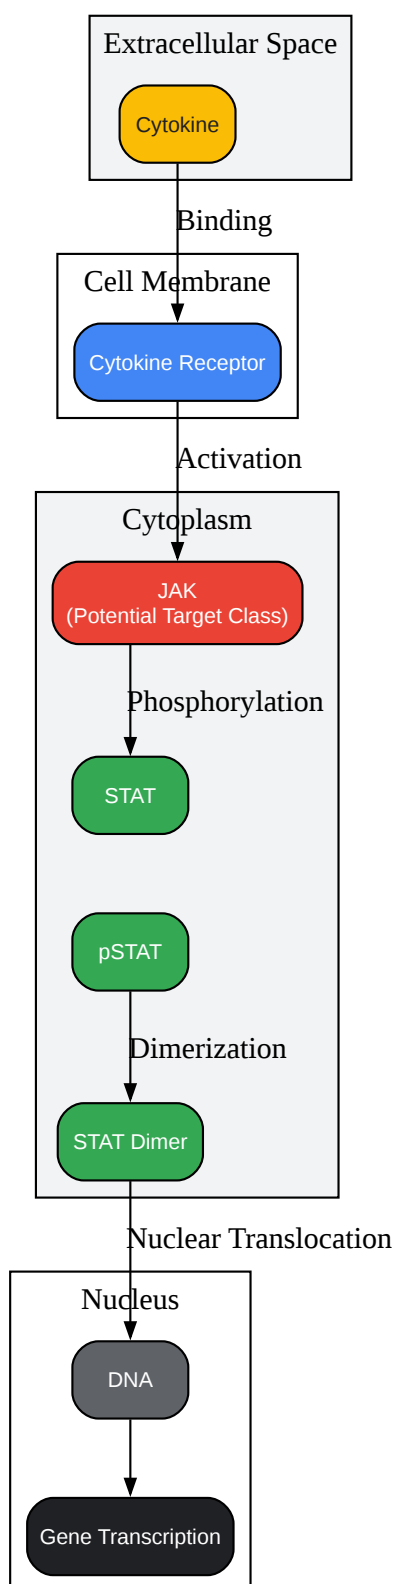 Extracellular Space
Cytokine
Binding
Cell Membrane
Cytokine Receptor
Activation
Cytoplasm
JAK
(Potential Target Class)
Phosphorylation
STAT
pSTAT
Dimerization
STAT Dimer
Nuclear Translocation
Nucleus
DNA
Gene Transcription